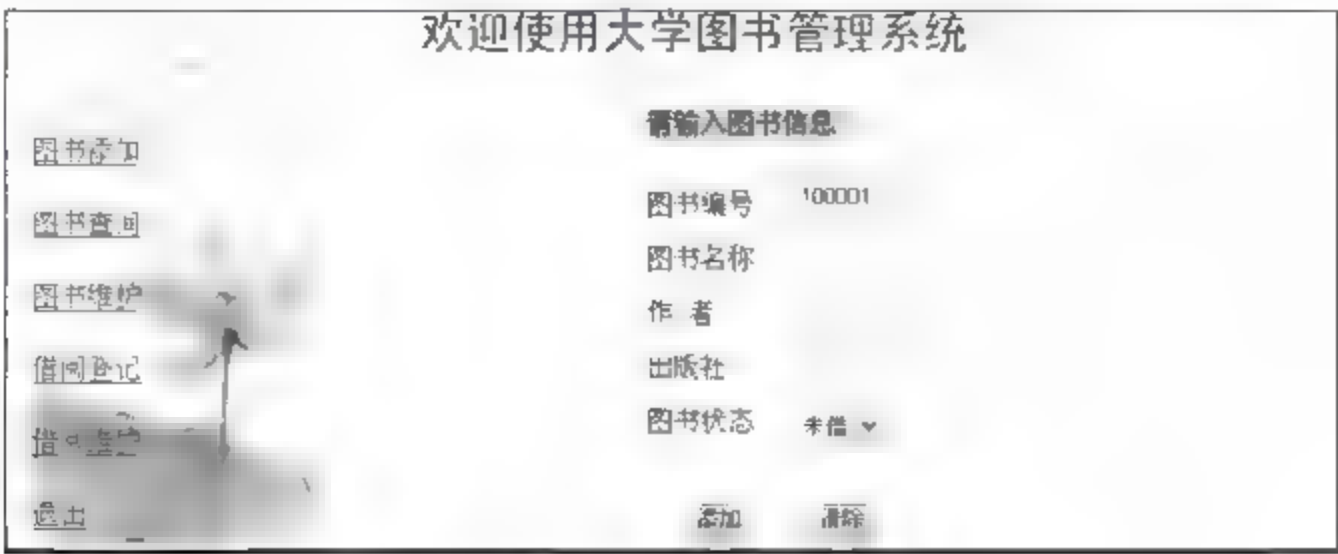 欢迎使用大学图书管理系统
图书添加
图书查询
图书维护
借阅登记
退出
请输入图书信息
图书编号 100001
图书名称
作 者
出版社
图书状态 未借
添加 清除